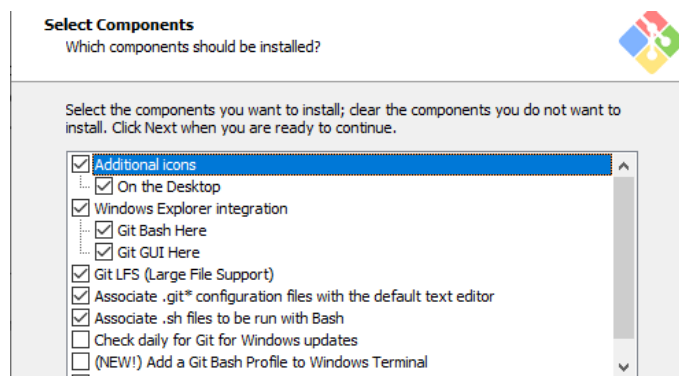 Select Components
Which components should be installed?
Select the components you want to install; clear the components you do not want to
install. Click Next when you are ready to continue.
Additional icons
On the Desktop
Windows Explorer integration
Git Bash Here
Git GUI Here
Git LFS (Large File Support)
Associate .git* configuration files with the default text editor
Associate .sh files to be run with Bash
Check daily for Git for Windows updates
(NEW!) Add a Git Bash Profile to Windows Terminal